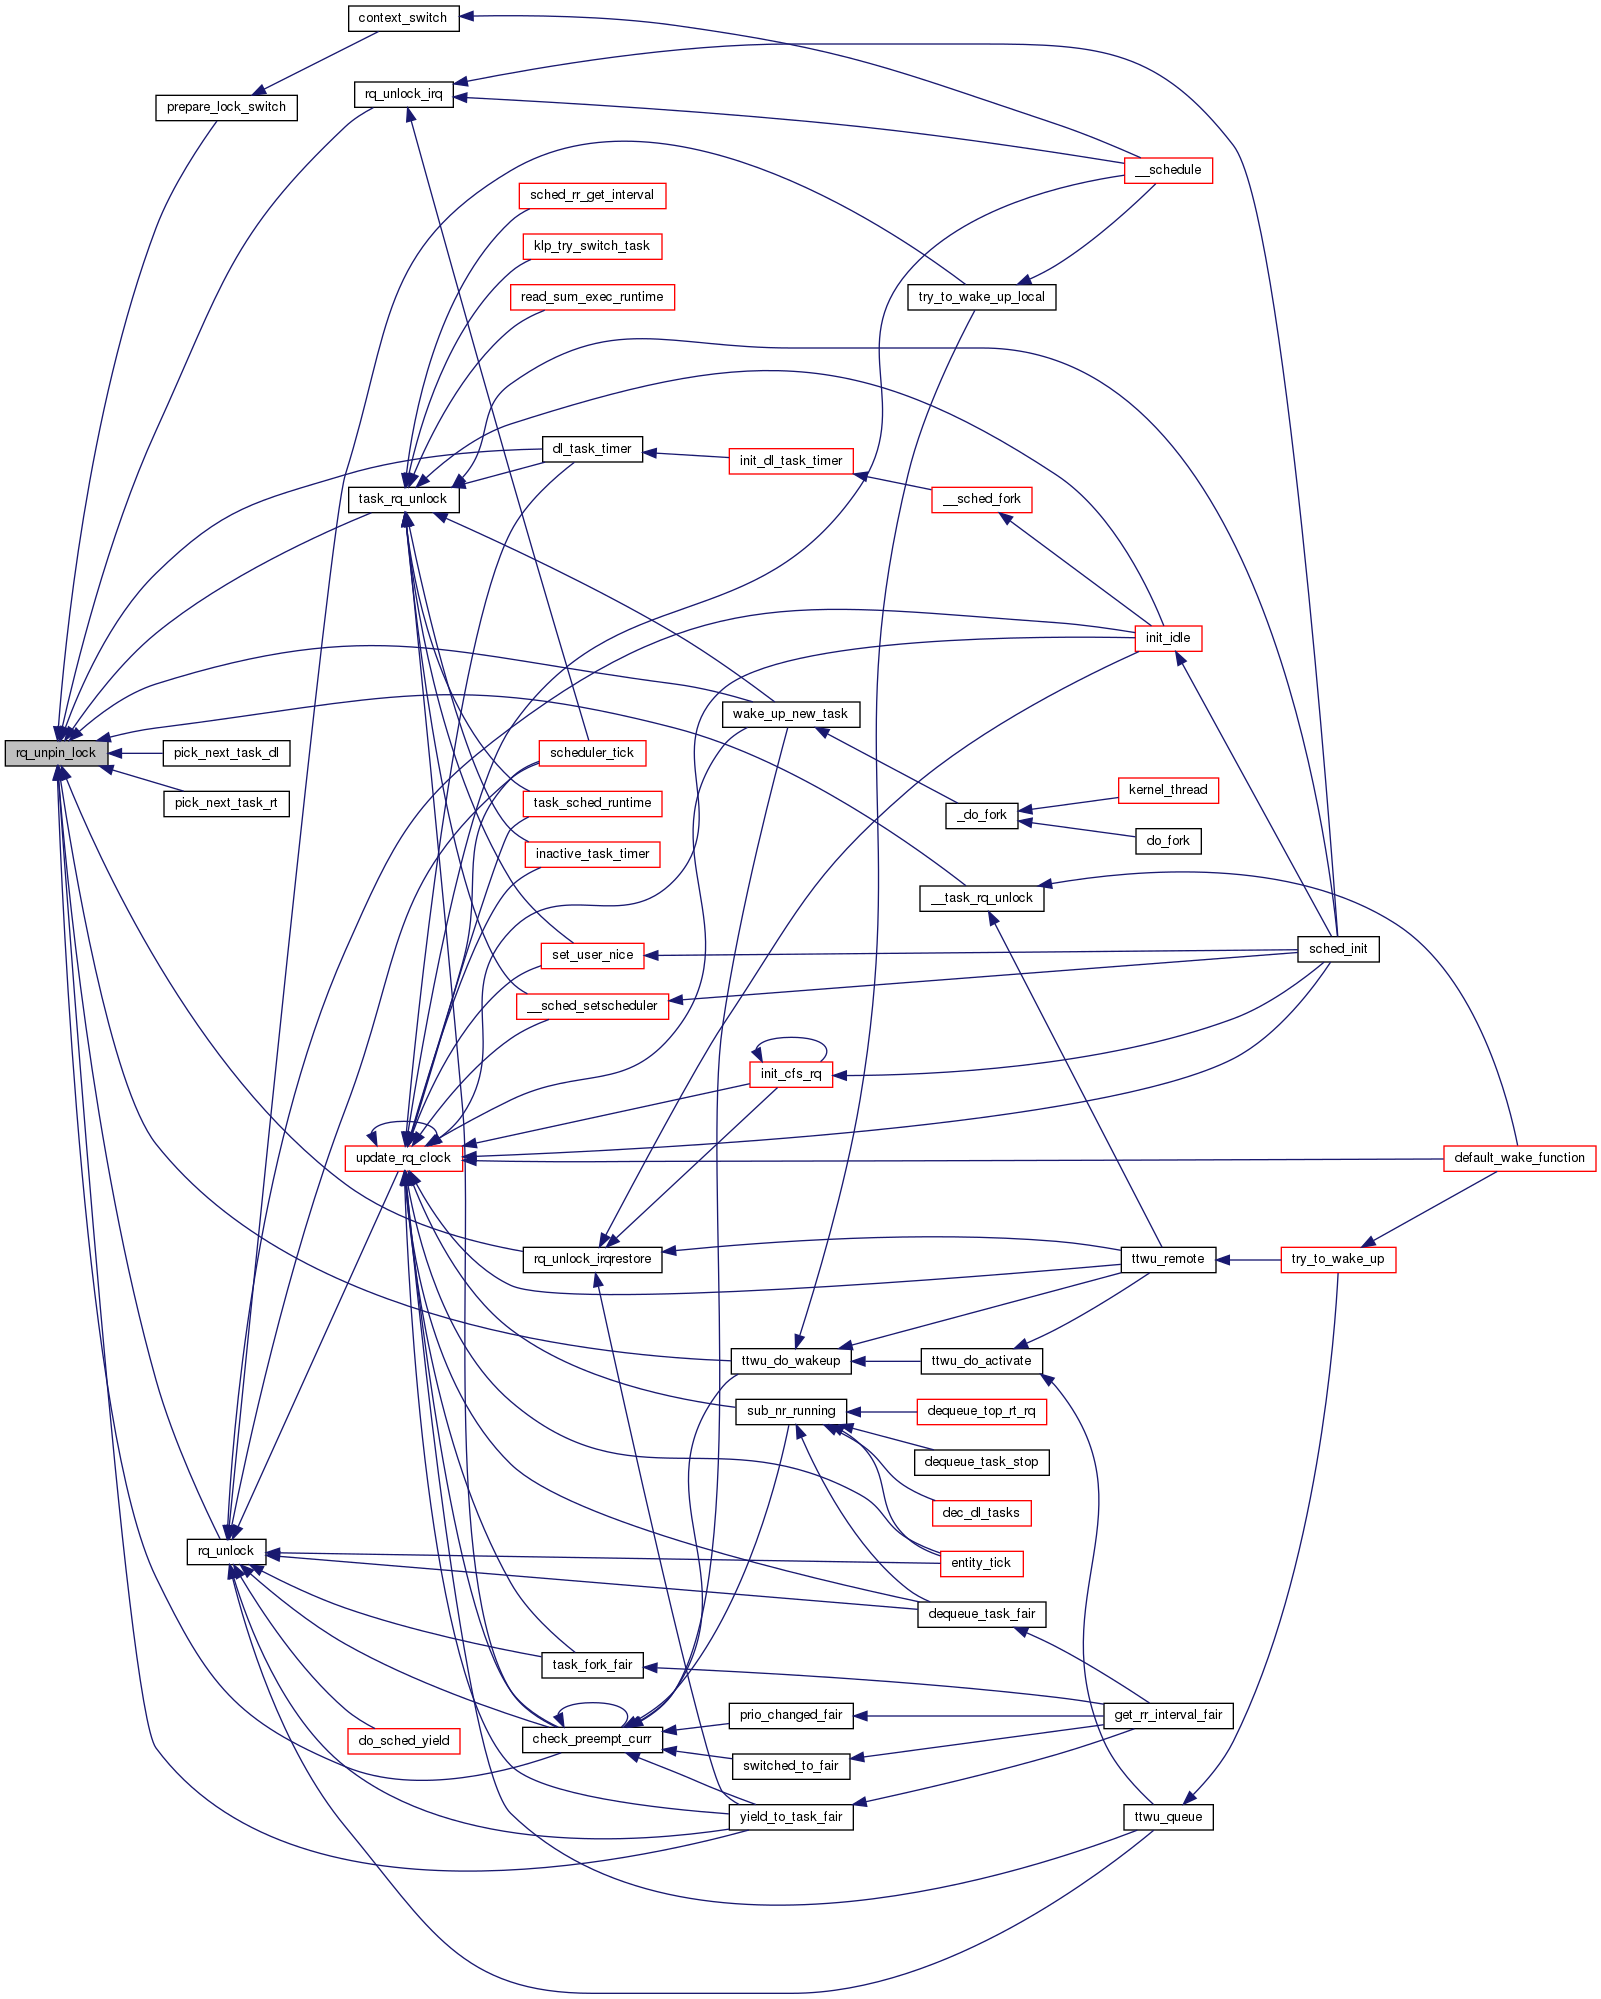 context_switch
rq_unlock_irq
prepare_lock_switch
__schedule
sched_rr_get_interval
klp_try_switch_task
read_sum_exec_runtime
try_to_wake_up_local
dl_task_timer
init_dl_task_timer
task_rq_unlock
__sched_fork
init_idle
wake_up_new_task
rq_unpin_lock
pick_next_task_dl
scheduler_tick
pick_next_task_rt
task_sched_runtime
kernel_thread
_do_fork
do_fork
inactive_task_timer
__task_rq_unlock
set_user_nice
sched_init
__sched_setscheduler
init_cfs_rq
update_rq_clock
default_wake_function
rq_unlock_irqrestore
ttwu_remote
try_to_wake_up
ttwu_do_wakeup
ttwu_do_activate
sub_nr_running
dequeue_top_rt_rq
dequeue_task_stop
dec_dl_tasks
rq_unlock
entity_tick
dequeue_task_fair
task_fork_fair
prio_changed_fair
get_rr_interval_fair
do_sched_yield
check_preempt_curr
switched_to_fair
yield_to_task_fair
ttwu_queue